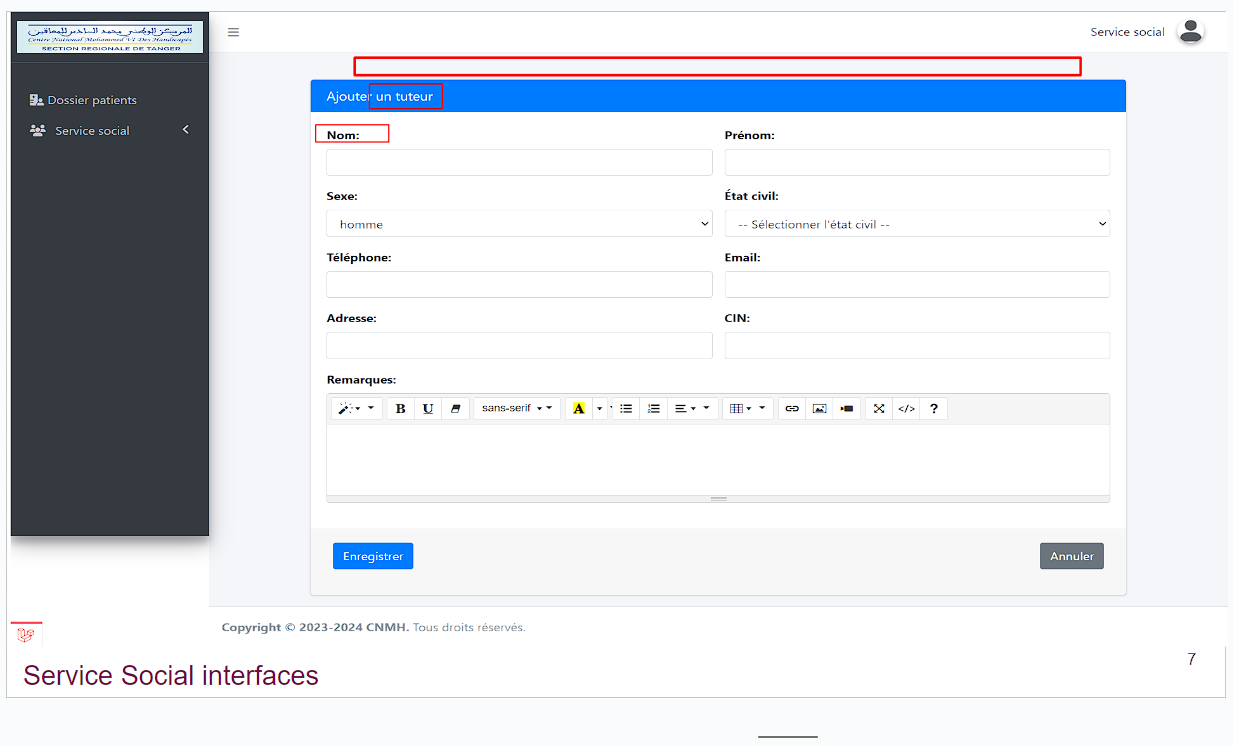 المركز الوطني محمد السادس للمعاقين
Centre National Mohammed VI Des Handicapés
SECTION REGIONALE DE TANGER
Service social
Dossier patients
Service social
Ajouter un tuteur
Nom:
Prénom:
Sexe:
État civil:
homme
-- Sélectionner l'état civil --
Téléphone:
Email:
Adresse:
CIN:
Remarques:
B U sans-serif A </> ?
Enregistrer
Annuler
Copyright © 2023-2024 CNMH. Tous droits réservés.
7
Service Social interfaces